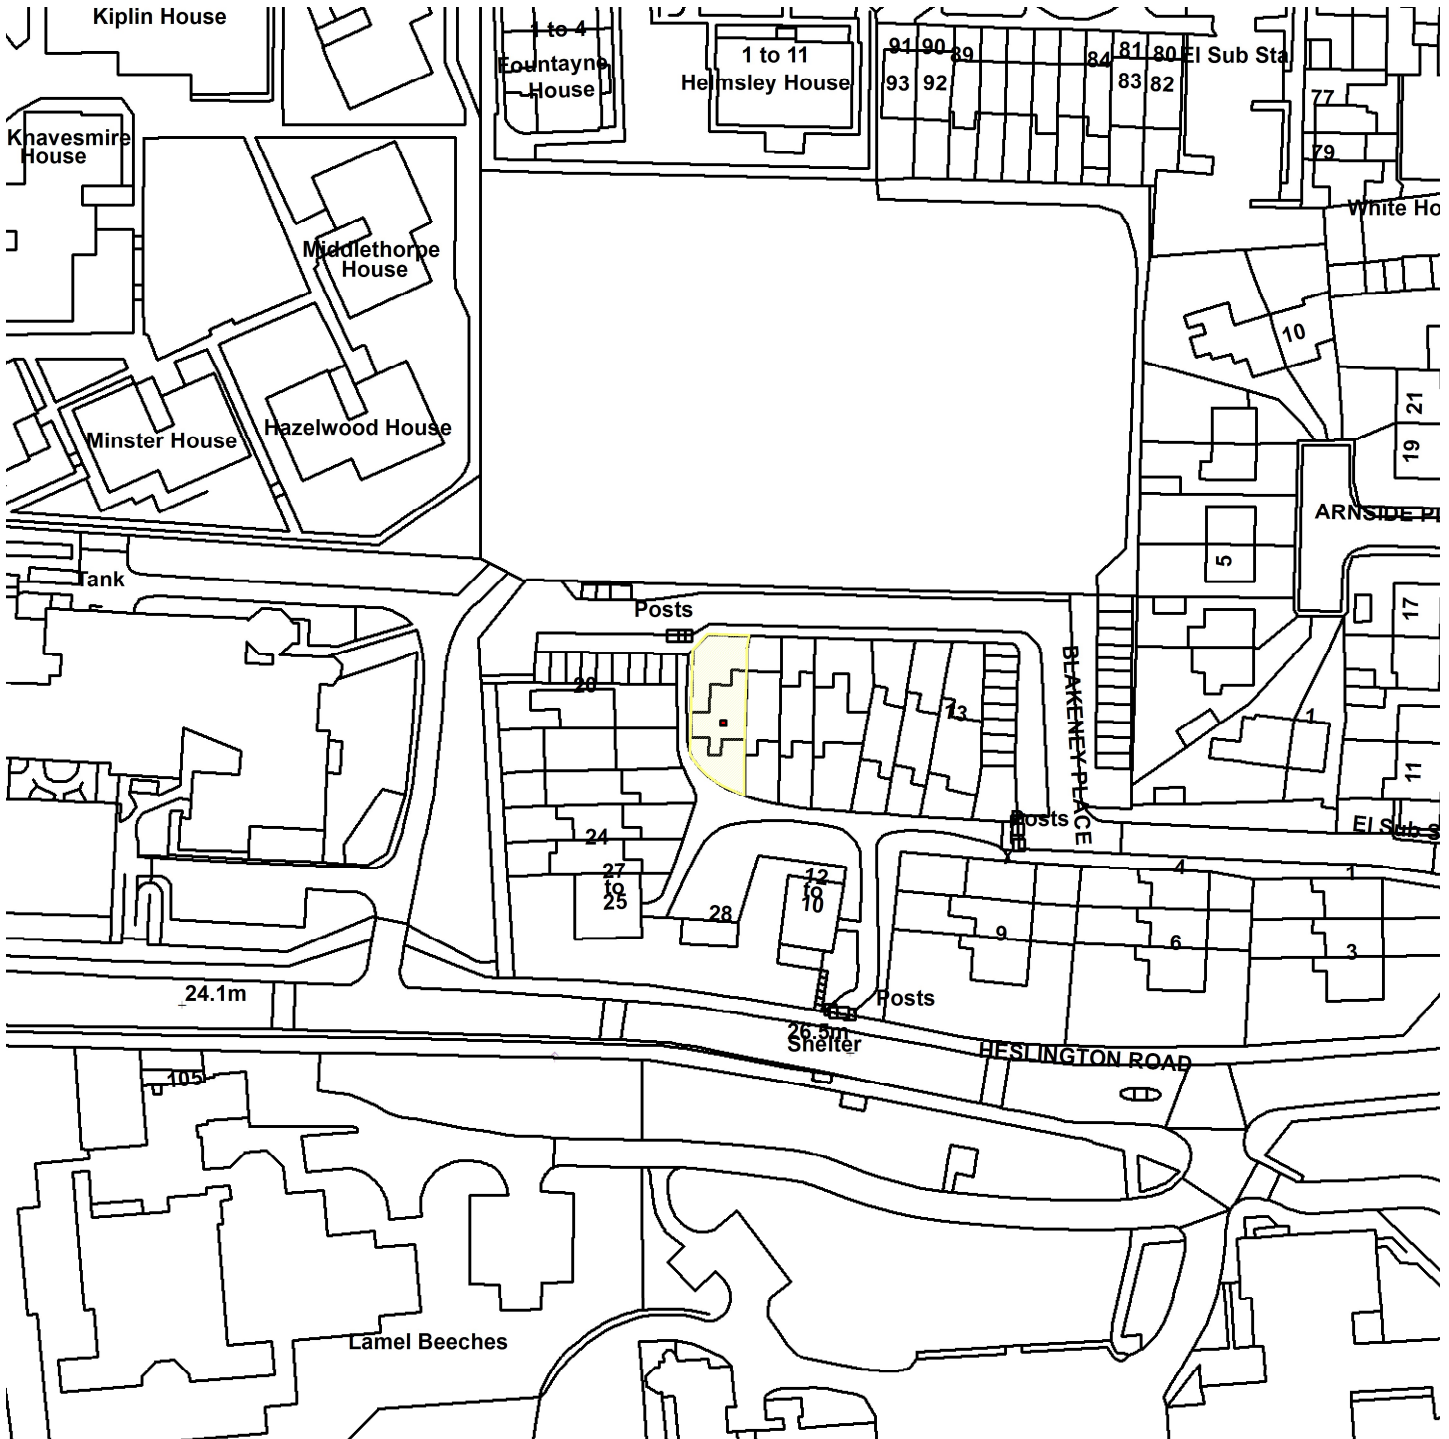 Kiplin House
1 to 4
Fountayne
House
1 to 11
Helmsley House
91 90
89
84
81 80
El Sub Sta
93 92
83 82
77
79
Knavesmire
House
White Ho
Middlethorpe
House
10
21
19
Minster House
Hazelwood House
ARNSIDE PL
5
Tank
Posts
17
20
BLAKENEY PLACE
13
1
11
Posts
El Sub S
24
27
to
25
28
12
to
10
4
1
9
6
3
24.1m
Posts
26.5m
Shelter
HESLINGTON ROAD
105
Lamel Beeches